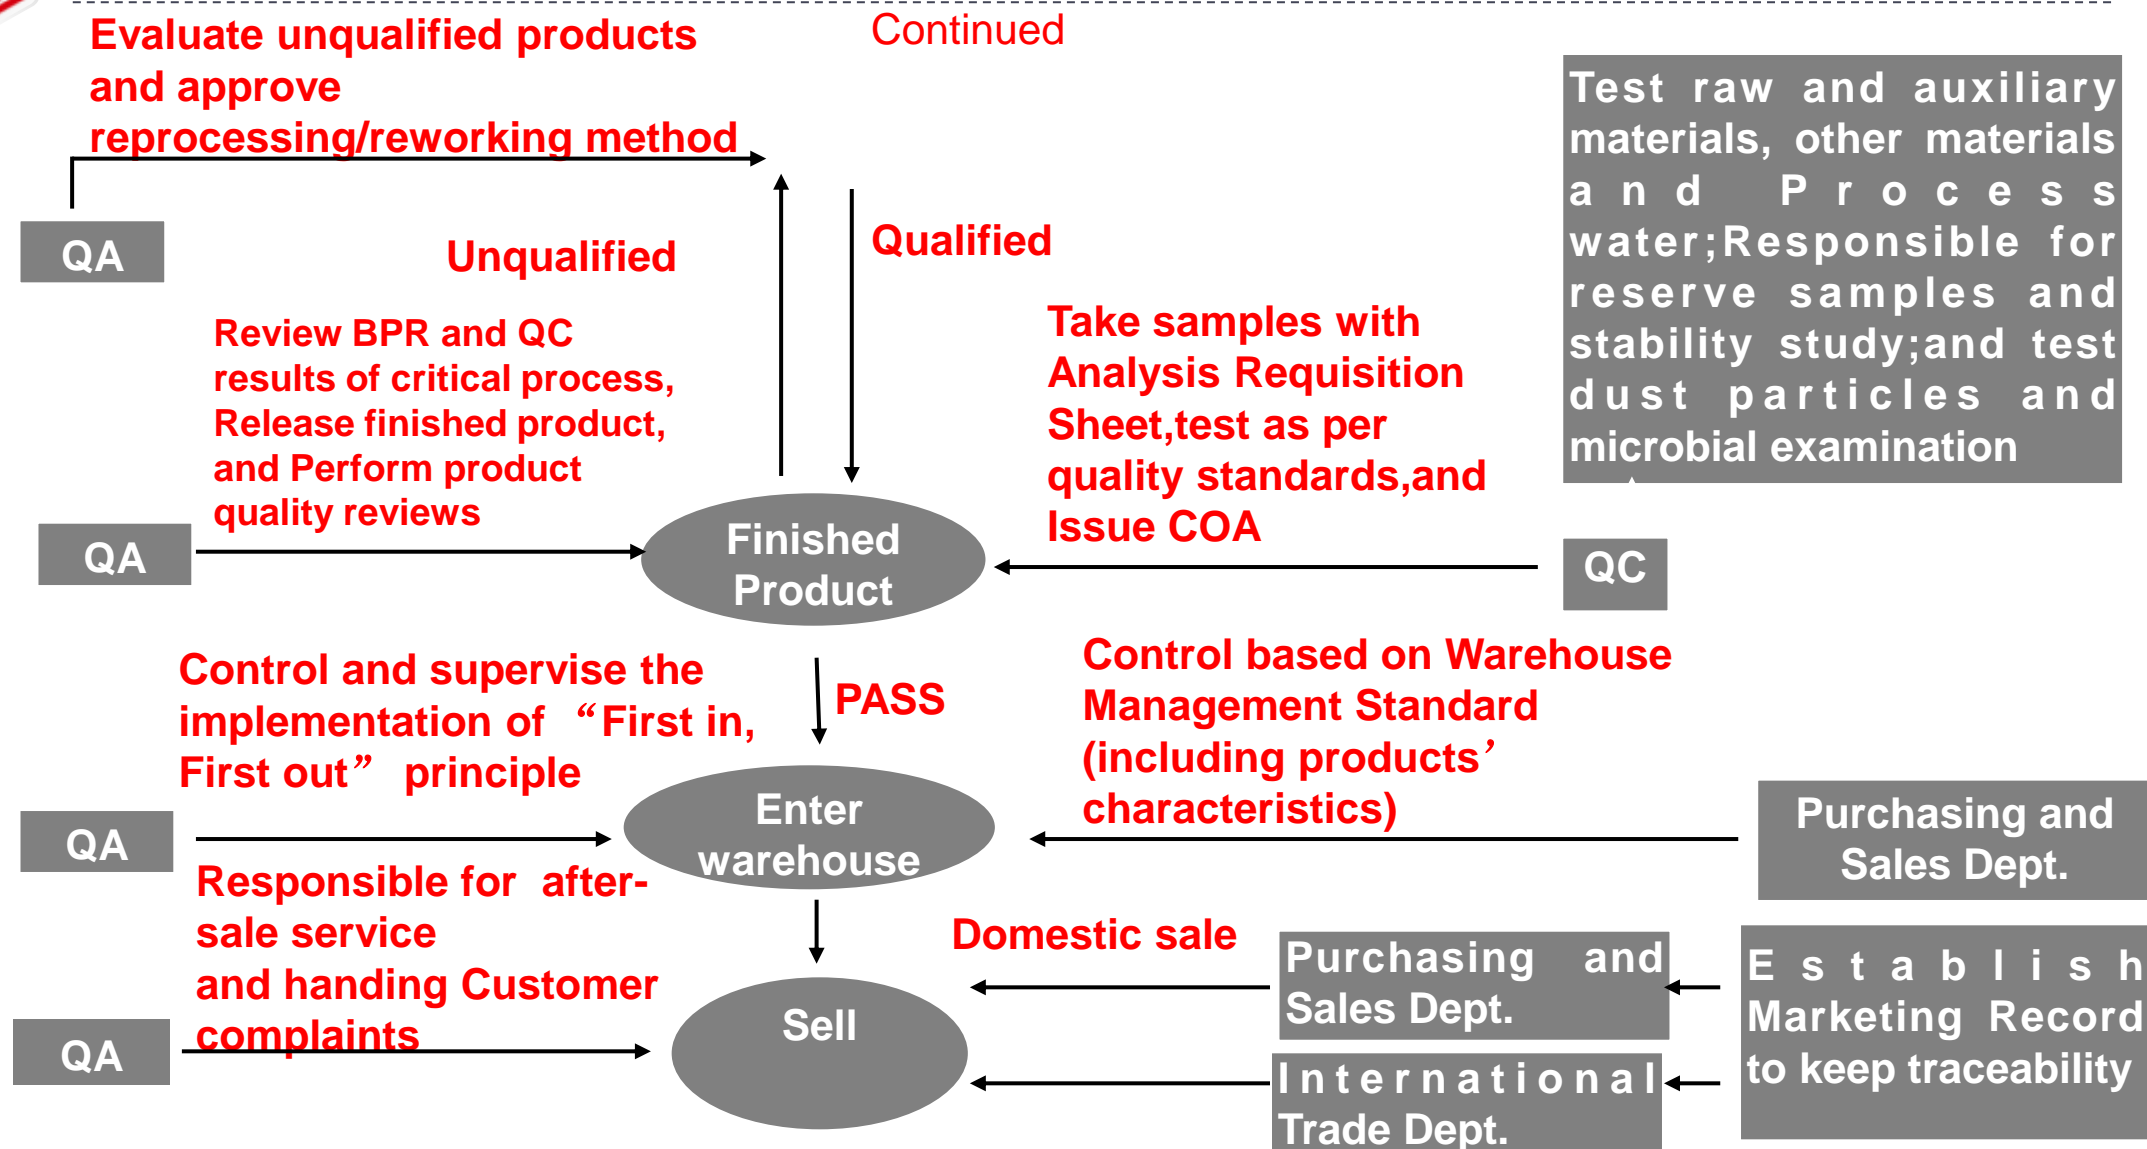 Continued
Evaluate unqualified products
and approve
reprocessing/reworking method
Test raw and auxiliary
materials, other materials
and Process
water;Responsible for
reserve samples and
stability study;and test
dust particles and
microbial examination
QA
Unqualified
Qualified
Review BPR and QC
results of critical process,
Release finished product,
and Perform product
quality reviews
Take samples with
Analysis Requisition
Sheet,test as per
quality standards,and
Issue COA
QA
Finished
Product
QC
Control and supervise the
implementation of “First in,
First out” principle
PASS
Control based on Warehouse
Management Standard
(including products’
characteristics)
QA
Enter
warehouse
Purchasing and
Sales Dept.
Responsible for after-
sale service
and handing Customer
complaints
Domestic sale
Purchasing and
Sales Dept.
Establish
Marketing Record
to keep traceability
QA
Sell
International
Trade Dept.